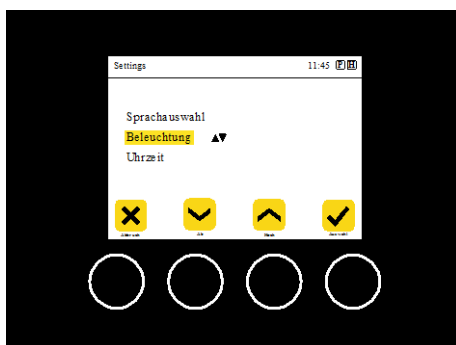 Settings 11:45 F H
Sprachauswahl
Beleuchtung ▲▼
Uhrzeit